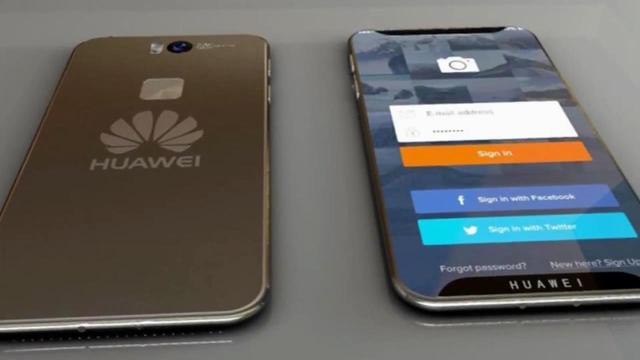 HUAWEI
E-mail address
Sign in
Sign in with Facebook
Sign in with Twitter
Forgot password?
New here? Sign Up
HUAWEI